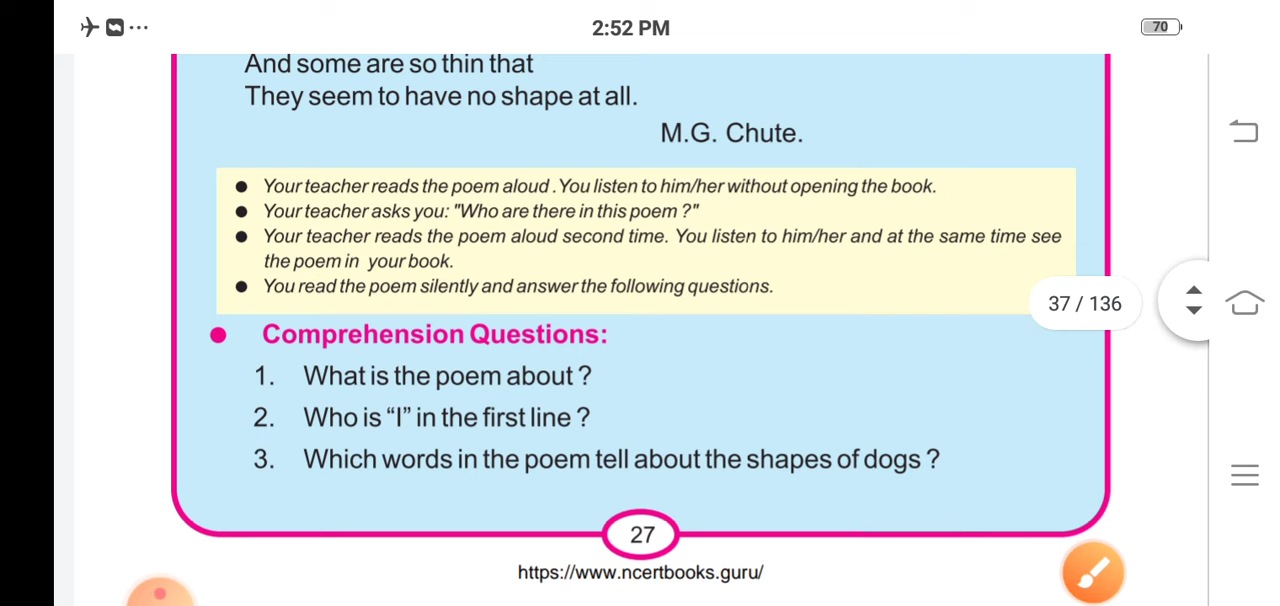 2:52 PM
70
And some are so thin that
They seem to have no shape at all.
M.G. Chute.
● Your teacher reads the poem aloud . You listen to him/her without opening the book.
● Your teacher asks you: "Who are there in this poem ?"
● Your teacher reads the poem aloud second time. You listen to him/her and at the same time see
the poem in your book.
● You read the poem silently and answer the following questions.
37 / 136
● Comprehension Questions:
1. What is the poem about ?
2. Who is “I” in the first line ?
3. Which words in the poem tell about the shapes of dogs ?
27
https://www.ncertbooks.guru/